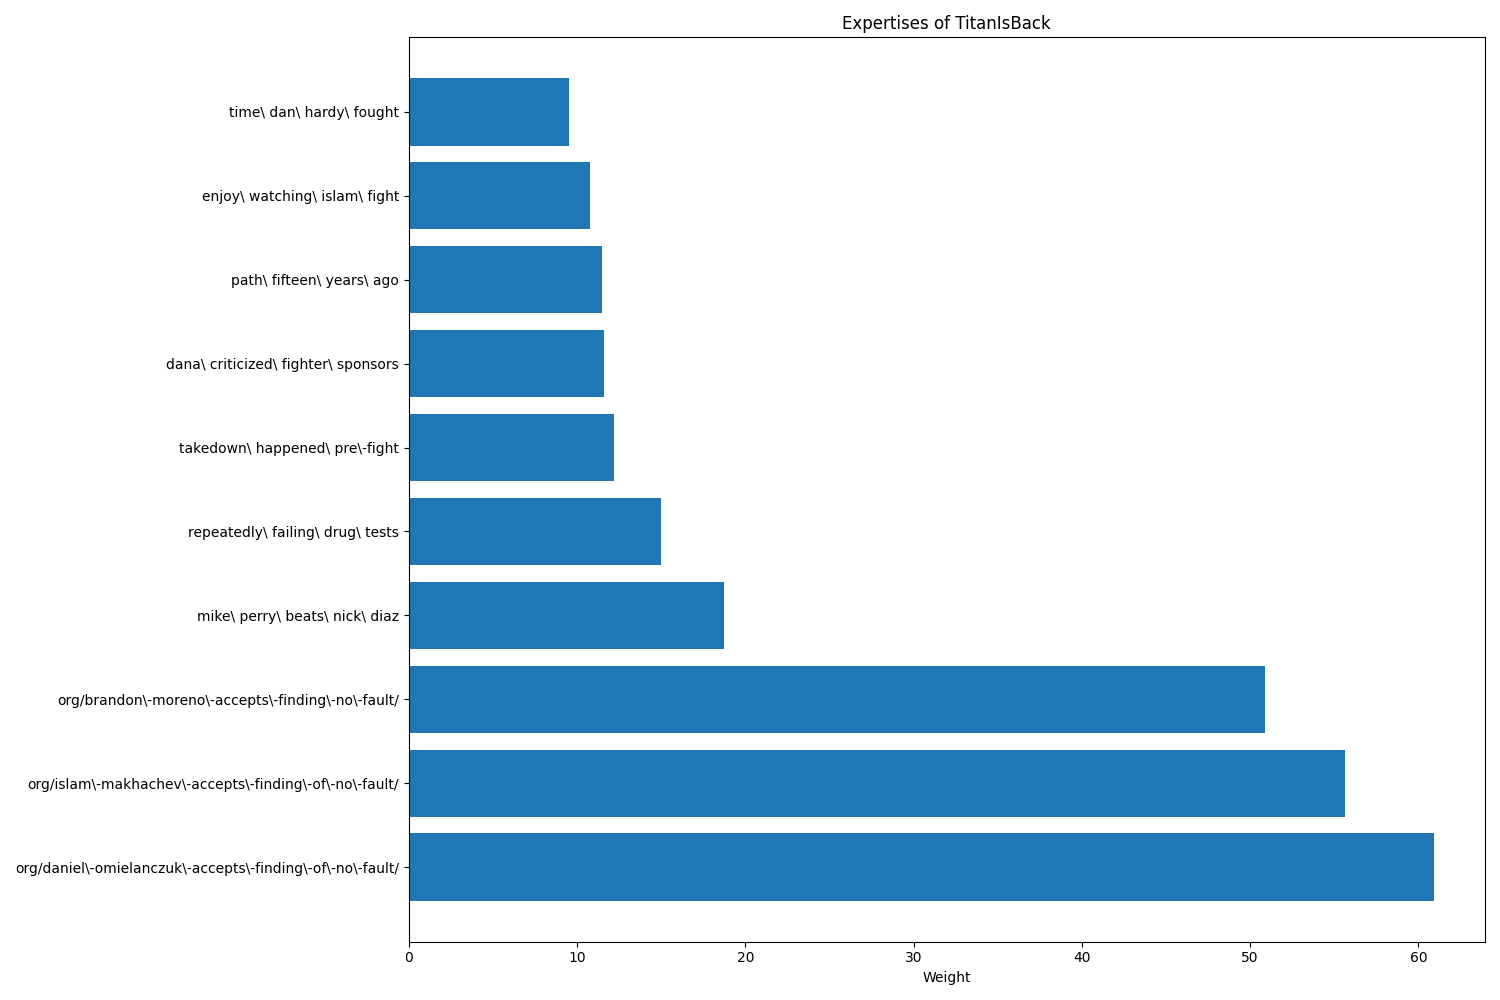 Expertises of TitanIsBack
time\ dan\ hardy\ fought
enjoy\ watching\ islam\ fight
path\ fifteen\ years\ ago
dana\ criticized\ fighter\ sponsors
takedown\ happened\ pre\-fight
repeatedly\ failing\ drug\ tests
mike\ perry\ beats\ nick\ diaz
org/brandon\-moreno\-accepts\-finding\-no\-fault/
org/islam\-makhachev\-accepts\-finding\-of\-no\-fault/
org/daniel\-omielanczuk\-accepts\-finding\-of\-no\-fault/
0 10 20 30 40 50 60
Weight